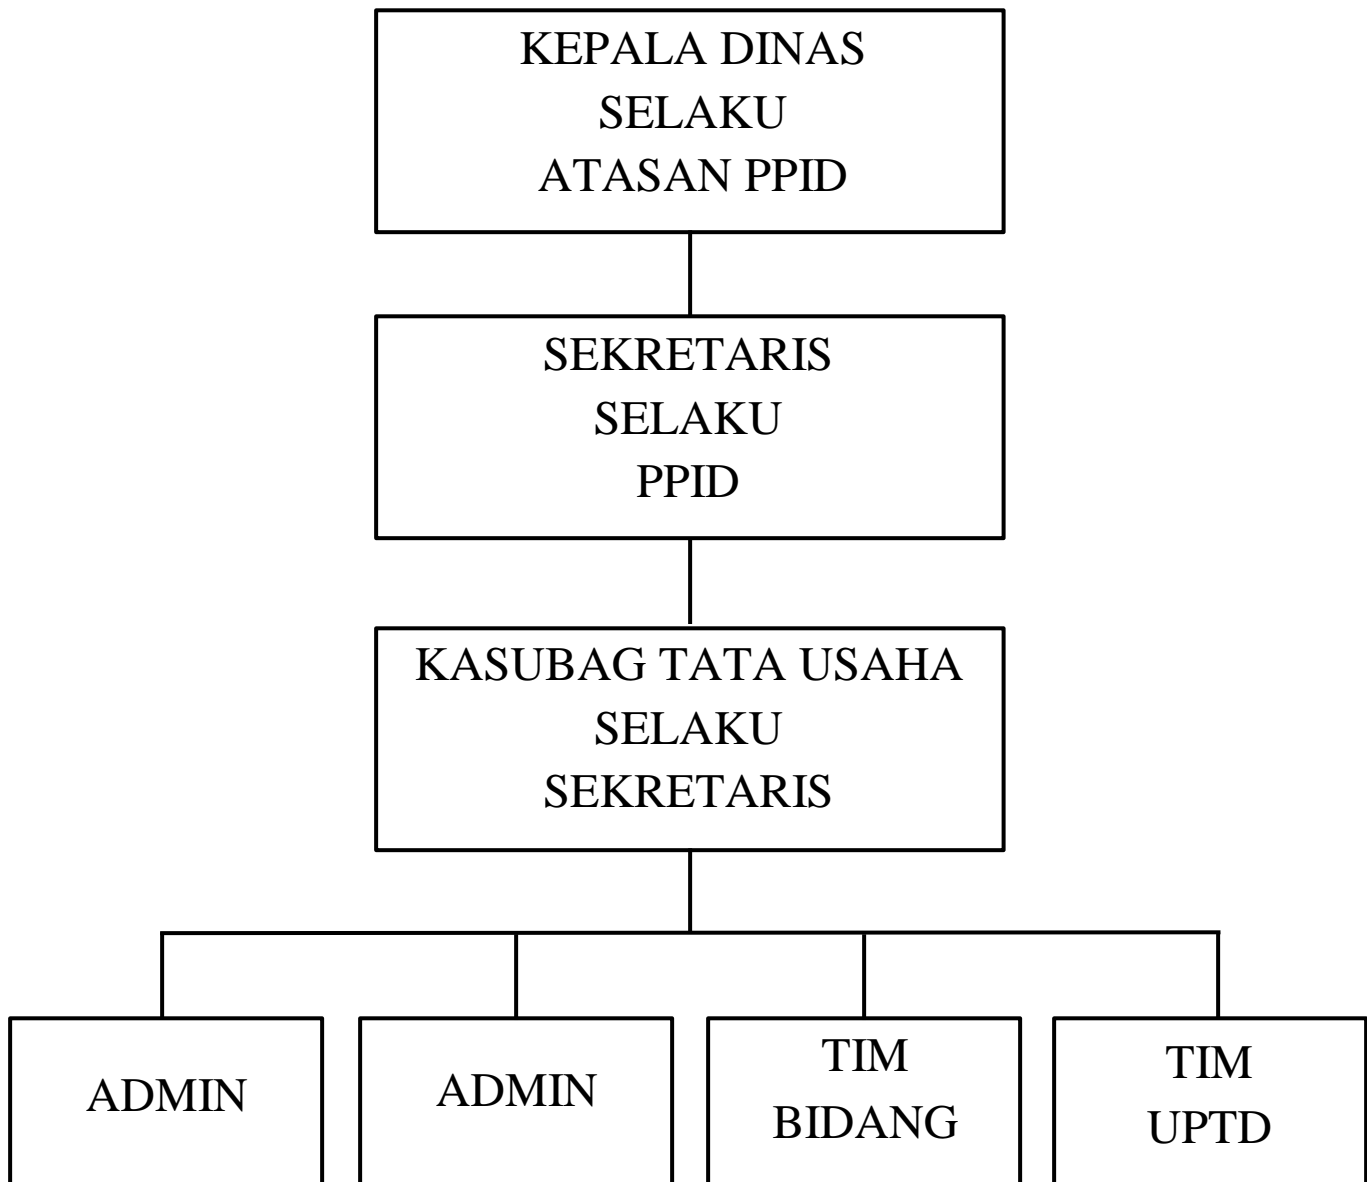 KEPALA DINAS
SELAKU
ATASAN PPID
SEKRETARIS
SELAKU
PPID
KASUBAG TATA USAHA
SELAKU
SEKRETARIS
ADMIN
ADMIN
TIM
BIDANG
TIM
UPTD